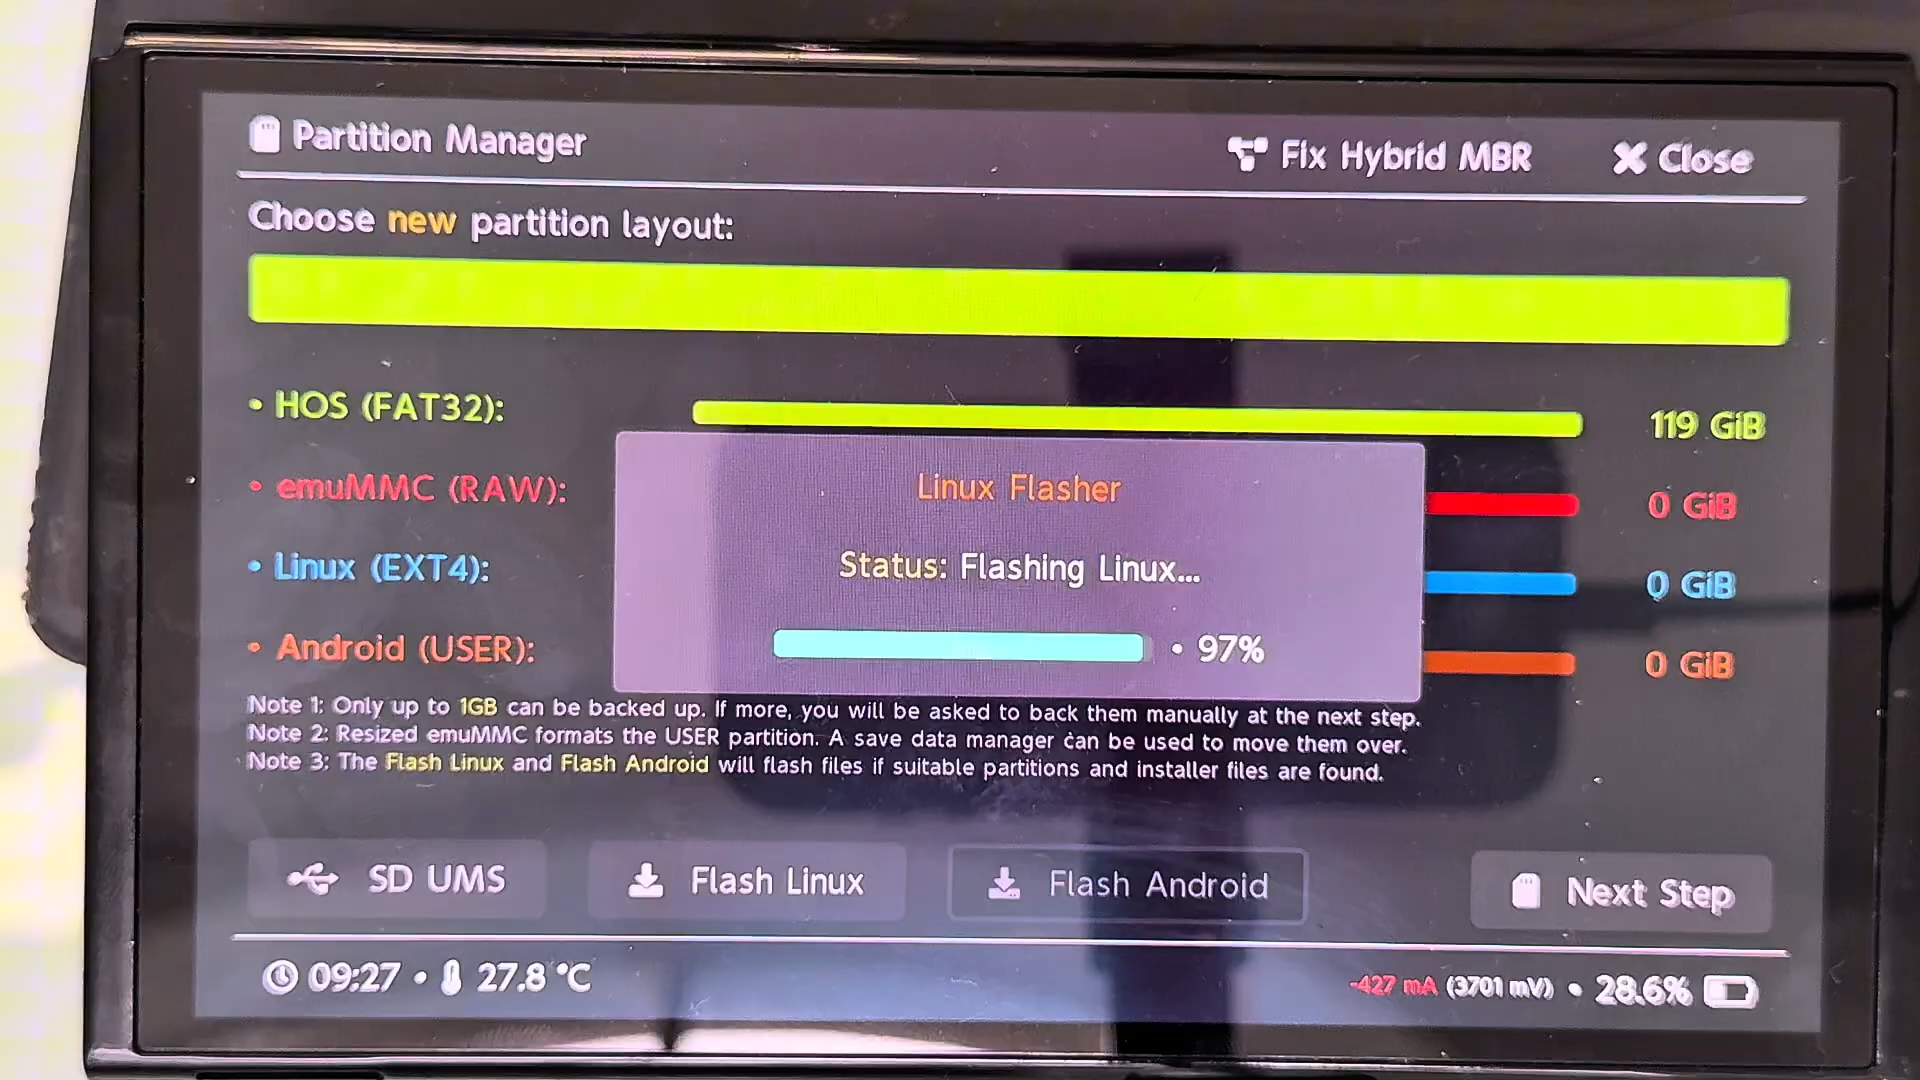 Partition Manager
Fix Hybrid MBR
Close
Choose new partition layout:
• HOS (FAT32):
119 GiB
• emuMMC (RAW):
0 GiB
• Linux (EXT4):
0 GiB
• Android (USER):
0 GiB
Linux Flasher
Status: Flashing Linux...
• 97%
Note 1: Only up to 1GB can be backed up. If more, you will be asked to back them manually at the next step.
Note 2: Resized emuMMC formats the USER partition. A save data manager can be used to move them over.
Note 3: The Flash Linux and Flash Android will flash files if suitable partitions and installer files are found.
SD UMS
Flash Linux
Flash Android
Next Step
09:27 • 27.8 °C
-427 mA (3701 mV) • 28.6%